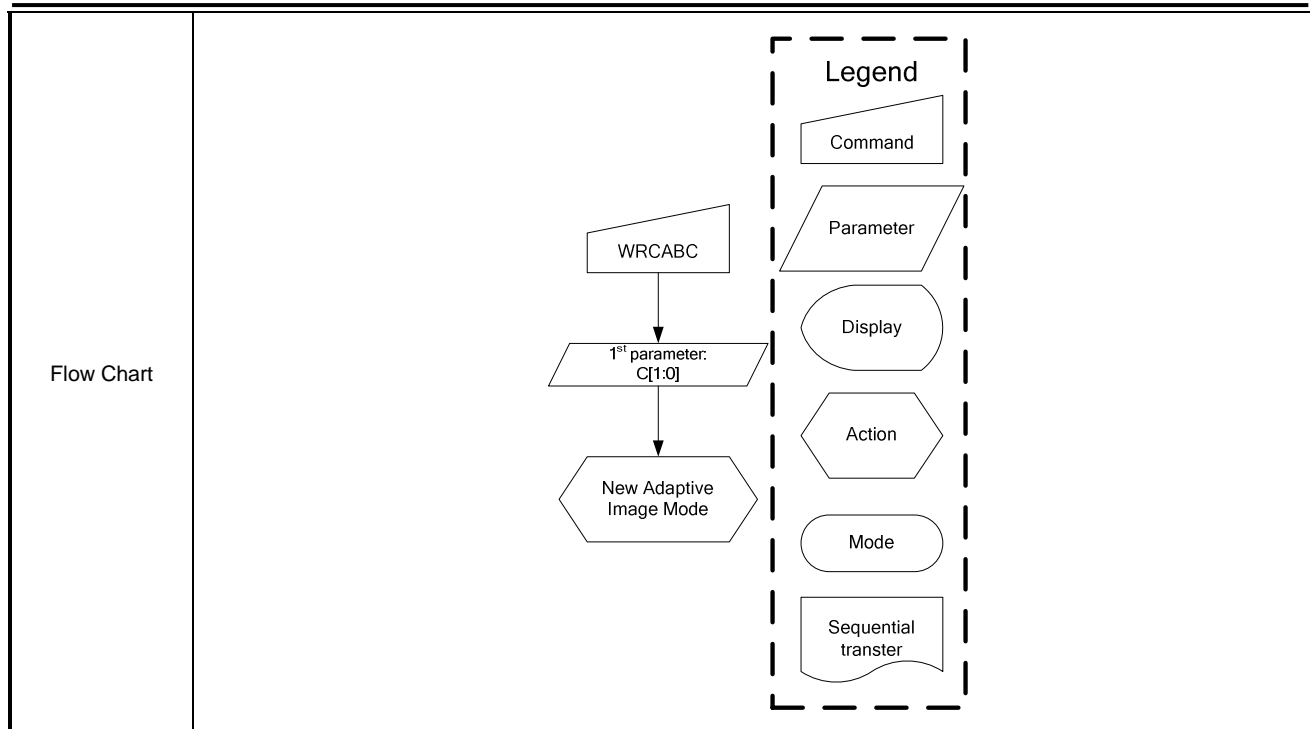 Flow Chart
WRCABC
1st parameter:
C[1:0]
New Adaptive
Image Mode
Legend
Command
Parameter
Display
Action
Mode
Sequential
transter